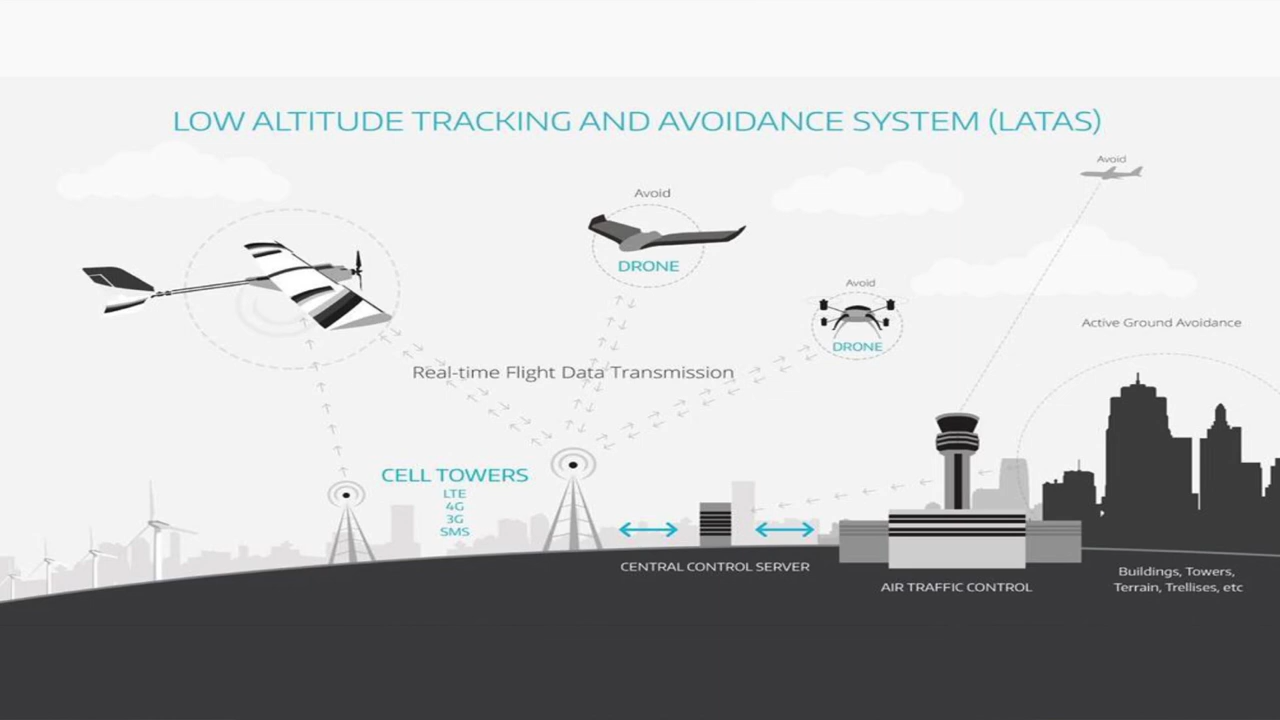 LOW ALTITUDE TRACKING AND AVOIDANCE SYSTEM (LATAS)
Avoid
Avoid
DRONE
Avoid
DRONE
Active Ground Avoidance
Real-time Flight Data Transmission
CELL TOWERS
LTE
4G
3G
SMS
CENTRAL CONTROL SERVER
AIR TRAFFIC CONTROL
Buildings, Towers,
Terrain, Trellises, etc